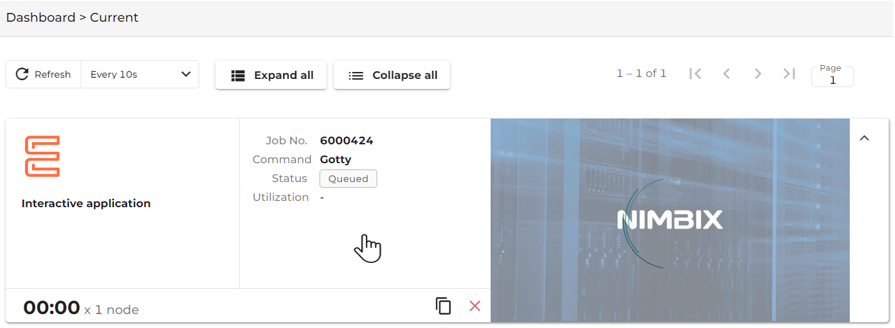 Dashboard > Current
Refresh
Every 10s
Expand all
Collapse all
1 – 1 of 1
Page
1
Interactive application
Job No. 6000424
Command Gotty
Status Queued
Utilization -
NIMBIX
00:00 x 1 node